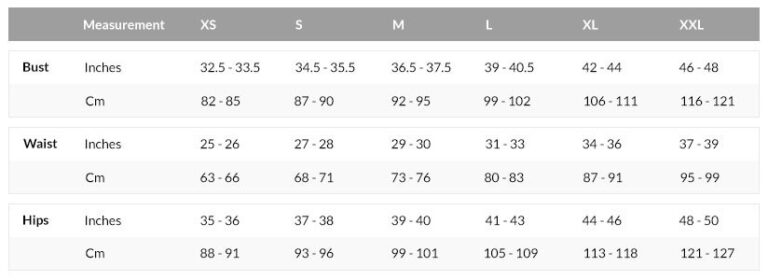 Measurement XS S M L XL XXL
Bust Inches 32.5 - 33.5 34.5 - 35.5 36.5 - 37.5 39 - 40.5 42 - 44 46 - 48
Cm 82 - 85 87 - 90 92 - 95 99 - 102 106 - 111 116 - 121
Waist Inches 25 - 26 27 - 28 29 - 30 31 - 33 34 - 36 37 - 39
Cm 63 - 66 68 - 71 73 - 76 80 - 83 87 - 91 95 - 99
Hips Inches 35 - 36 37 - 38 39 - 40 41 - 43 44 - 46 48 - 50
Cm 88 - 91 93 - 96 99 - 101 105 - 109 113 - 118 121 - 127